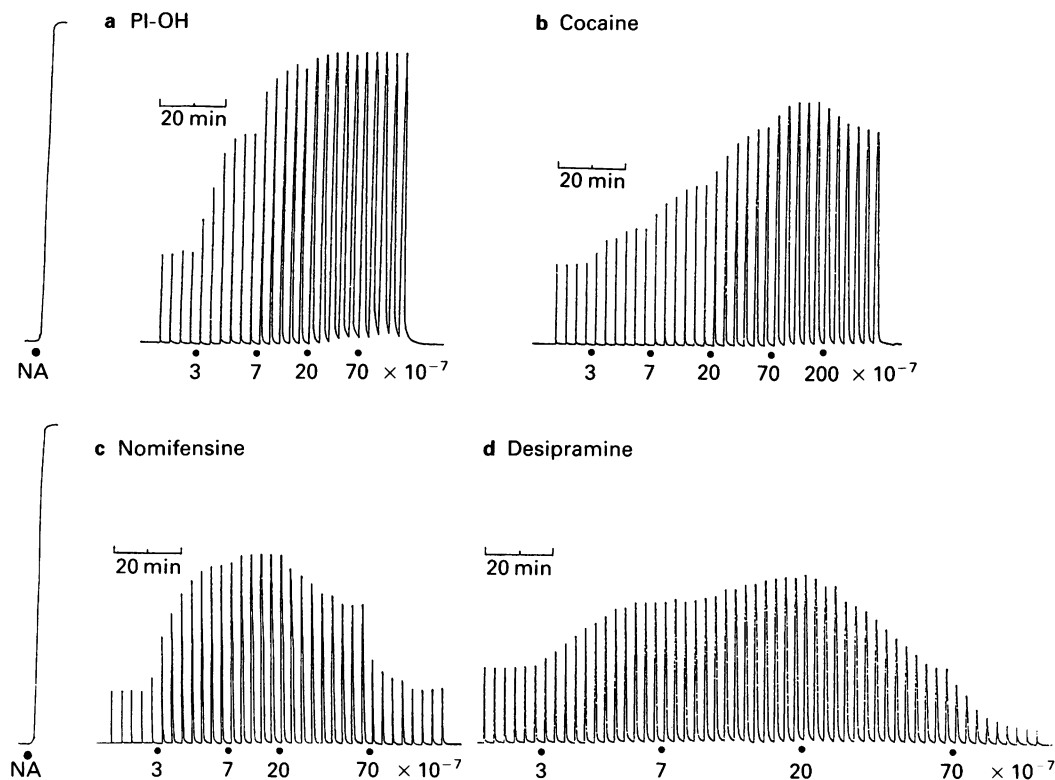 a PI-OH
b Cocaine
20 min
20 min
NA
3 7 20 70 × 10⁻⁷
3 7 20 70 200 × 10⁻⁷
c Nomifensine
d Desipramine
20 min
20 min
NA
3 7 20 70 × 10⁻⁷
3 7 20 70 × 10⁻⁷